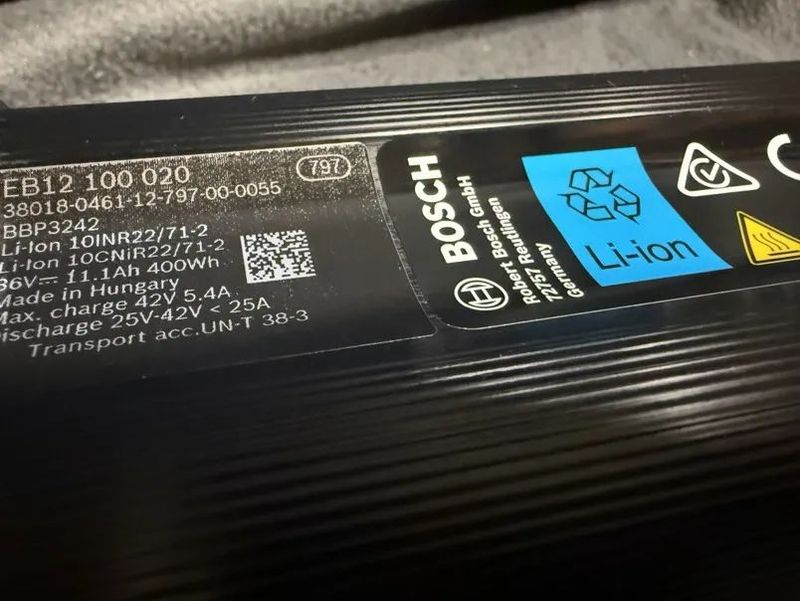 EB12 100 020
797
38018-0461-12-797-00-0055
BBP3242
Li-Ion 10INR22/71-2
Li-Ion 10CNiR22/71-2
36V⎓ 11.1Ah 400Wh
Made in Hungary
Max. charge 42V 5.4A
Discharge 25V-42V < 25A
Transport acc.UN-T 38-3
BOSCH
Robert Bosch GmbH
72757 Reutlingen
Germany
Li-ion